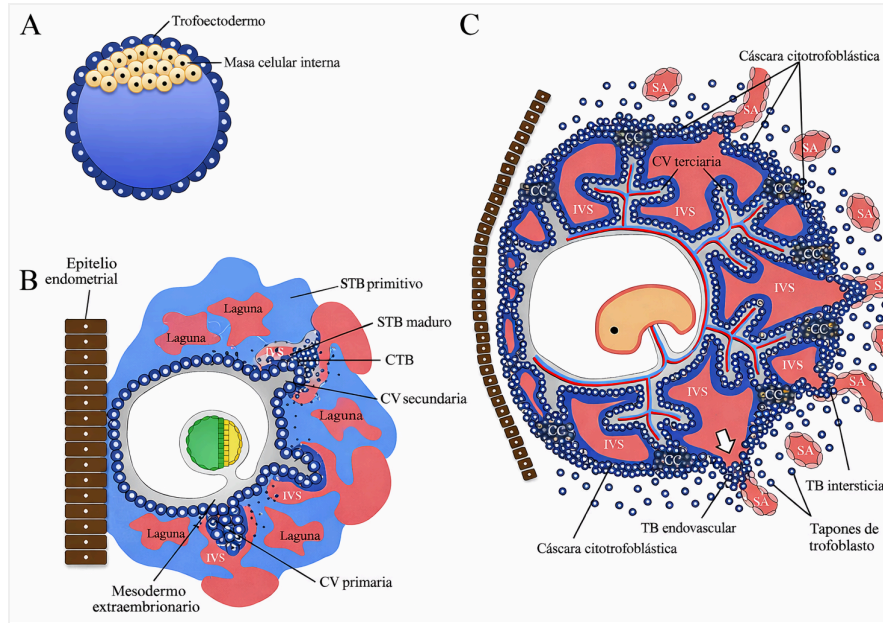 A
Trofoectodermo
Masa celular interna
B
Epitelio
endometrial
STB primitivo
Laguna
Laguna
STB maduro
IVS
CTB
CV secundaria
Laguna
IVS
Laguna
IVS
Laguna
CV primaria
Mesodermo
extraembrionario
C
Cáscara citotrofoblástica
SA
SA
SA
CC
CV terciaria
CC
CC
IVS
IVS
SA
CC
IVS
SA
CC
SA
IVS
IVS
CC
CC
CC
SA
SA
TB intersticia
TB endovascular
Tapones de
trofoblasto
Cáscara citotrofoblástica